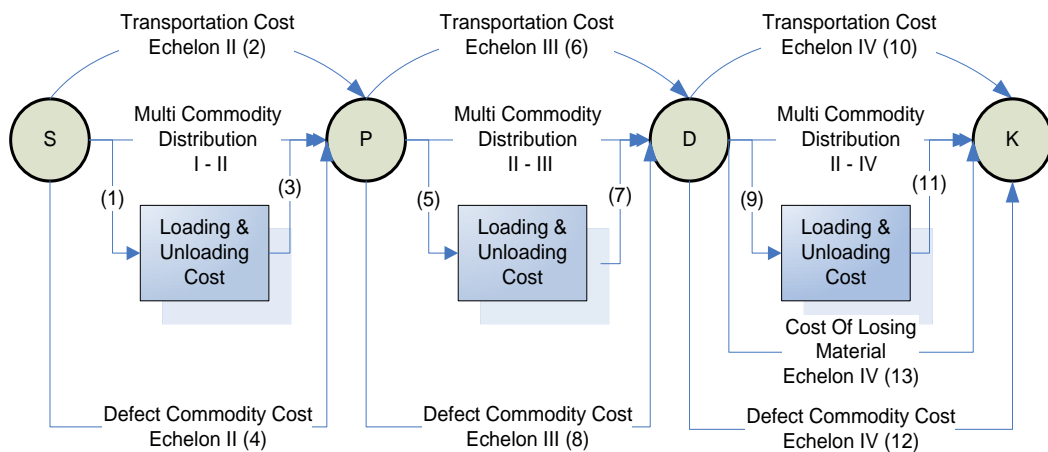 Transportation Cost
Echelon II (2)
Transportation Cost
Echelon III (6)
Transportation Cost
Echelon IV (10)
S
Multi Commodity
Distribution
I - II
P
Multi Commodity
Distribution
II - III
D
Multi Commodity
Distribution
II - IV
K
(1)
(3)
(5)
(7)
(9)
(11)
Loading &
Unloading
Cost
Loading &
Unloading
Cost
Loading &
Unloading
Cost
Cost Of Losing
Material
Echelon IV (13)
Defect Commodity Cost
Echelon II (4)
Defect Commodity Cost
Echelon III (8)
Defect Commodity Cost
Echelon IV (12)